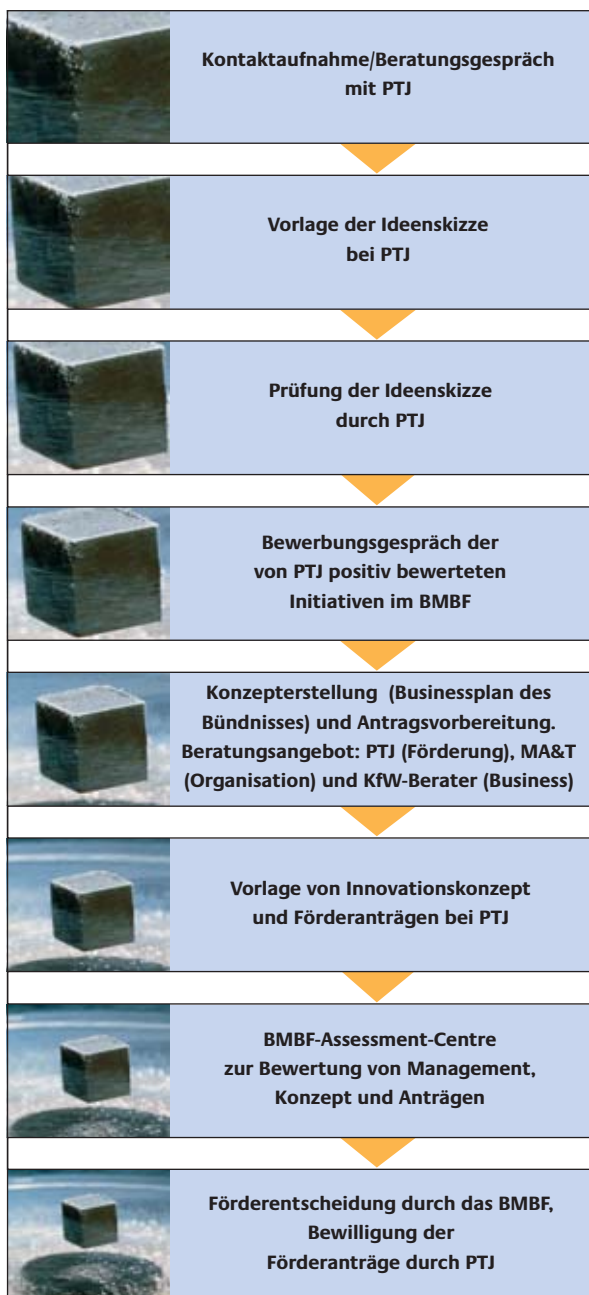 Kontaktaufnahme/Beratungsgespräch
mit PTJ
Vorlage der Ideenskizze
bei PTJ
Prüfung der Ideenskizze
durch PTJ
Bewerbungsgespräch der
von PTJ positiv bewerteten
Initiativen im BMBF
Konzepterstellung (Businessplan des
Bündnisses) und Antragsvorbereitung.
Beratungsangebot: PTJ (Förderung), MA&T
(Organisation) und KfW-Berater (Business)
Vorlage von Innovationskonzept
und Förderanträgen bei PTJ
BMBF-Assessment-Centre
zur Bewertung von Management,
Konzept und Anträgen
Förderentscheidung durch das BMBF,
Bewilligung der
Förderanträge durch PTJ